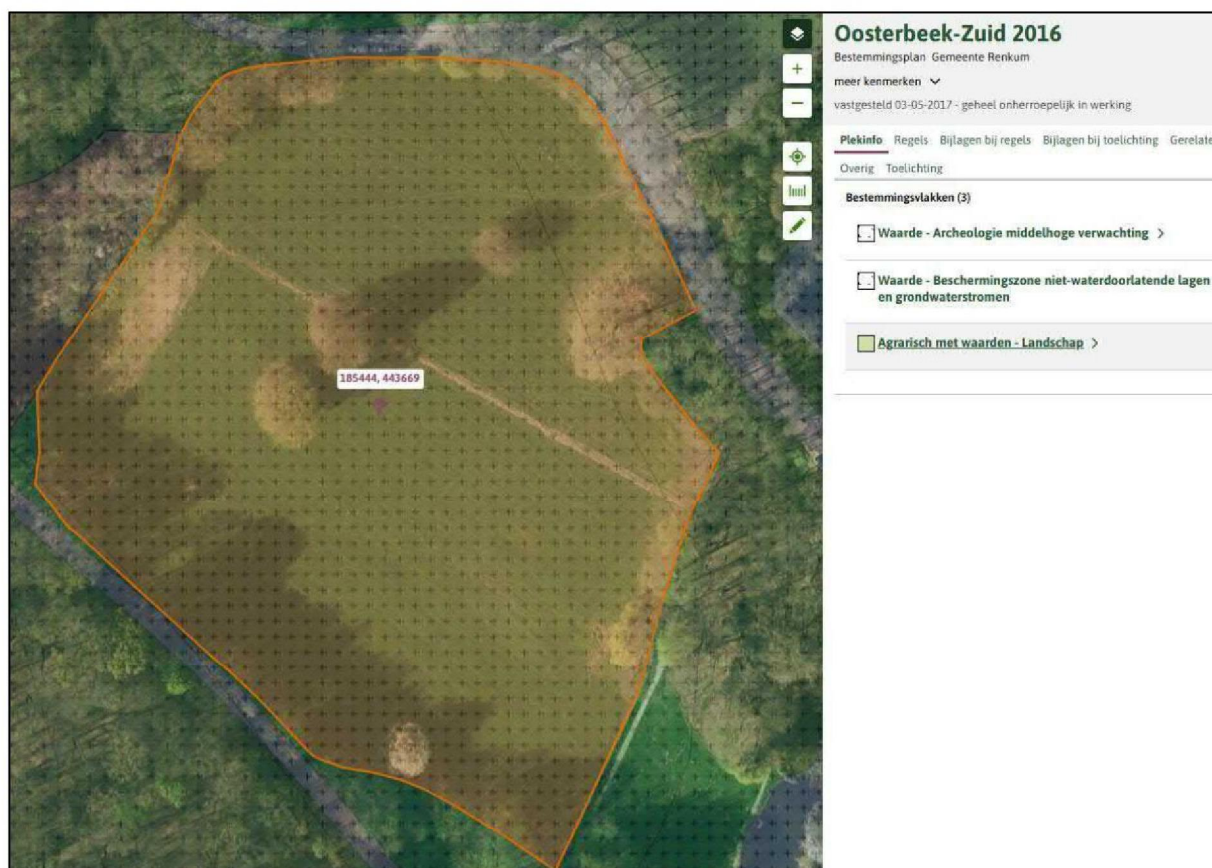 185444, 443669
+
−
Oosterbeek-Zuid 2016
Bestemmingsplan Gemeente Renkum
meer kenmerken
vastgesteld 03-05-2017 - geheel onherroepelijk in werking
Plekinfo Regels Bijlagen bij regels Bijlagen bij toelichting Gerelate
Overig Toelichting
Bestemmingsvlakken (3)
Waarde - Archeologie middelhoge verwachting >
Waarde - Beschermingszone niet-waterdoorlatende lagen
en grondwaterstromen
Agrarisch met waarden - Landschap >